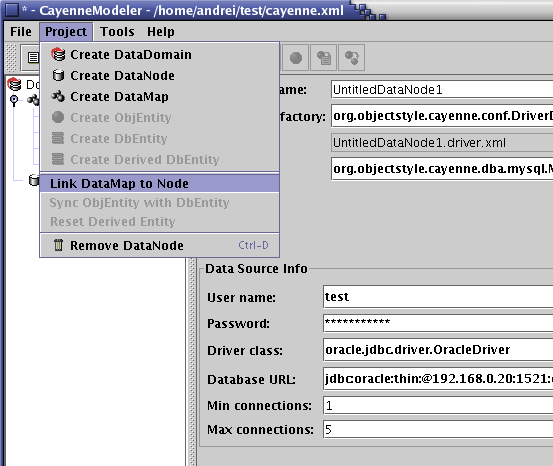 * - CayenneModeler - /home/andrei/test/cayenne.xml
File Project Tools Help
Create DataDomain
Create DataNode
Create DataMap
Create ObjEntity
Create DbEntity
Create Derived DbEntity
Link DataMap to Node
Sync ObjEntity with DbEntity
Reset Derived Entity
Remove DataNode Ctrl-D
Do
ame: UntitledDataNode1
factory: org.objectstyle.cayenne.conf.DriverD
UntitledDataNode1.driver.xml
org.objectstyle.cayenne.dba.mysql.M
Data Source Info
User name: test
Password: ***********
Driver class: oracle.jdbc.driver.OracleDriver
Database URL: jdbc:oracle:thin:@192.168.0.20:1521:
Min connections: 1
Max connections: 5